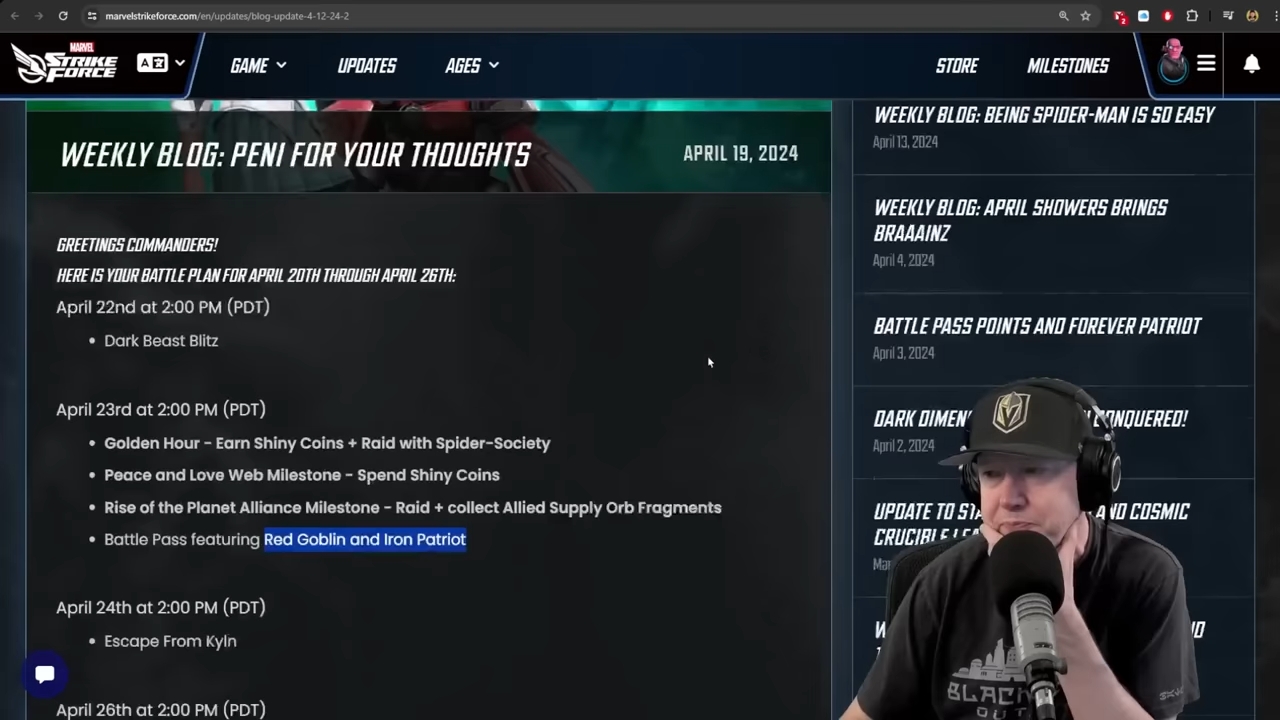 marvelstrikeforce.com/en/updates/blog-update-4-12-24-2
2
MARVEL
STRIKE
FORCE
GAME
UPDATES
AGES
STORE
MILESTONES
WEEKLY BLOG: PENI FOR YOUR THOUGHTS
APRIL 19, 2024
GREETINGS COMMANDERS!
HERE IS YOUR BATTLE PLAN FOR APRIL 20TH THROUGH APRIL 26TH:
April 22nd at 2:00 PM (PDT)
• Dark Beast Blitz
April 23rd at 2:00 PM (PDT)
• Golden Hour - Earn Shiny Coins + Raid with Spider-Society
• Peace and Love Web Milestone - Spend Shiny Coins
• Rise of the Planet Alliance Milestone - Raid + collect Allied Supply Orb Fragments
• Battle Pass featuring Red Goblin and Iron Patriot
April 24th at 2:00 PM (PDT)
• Escape From Kyln
April 26th at 2:00 PM (PDT)
WEEKLY BLOG: BEING SPIDER-MAN IS SO EASY
April 13, 2024
WEEKLY BLOG: APRIL SHOWERS BRINGS
BRAAAINZ
April 4, 2024
BATTLE PASS POINTS AND FOREVER PATRIOT
April 3, 2024
DARK CONQUERED!
April 2, 2024
UPDATE TO AND COSMIC
CRUCIBLE
BLACK
OUT